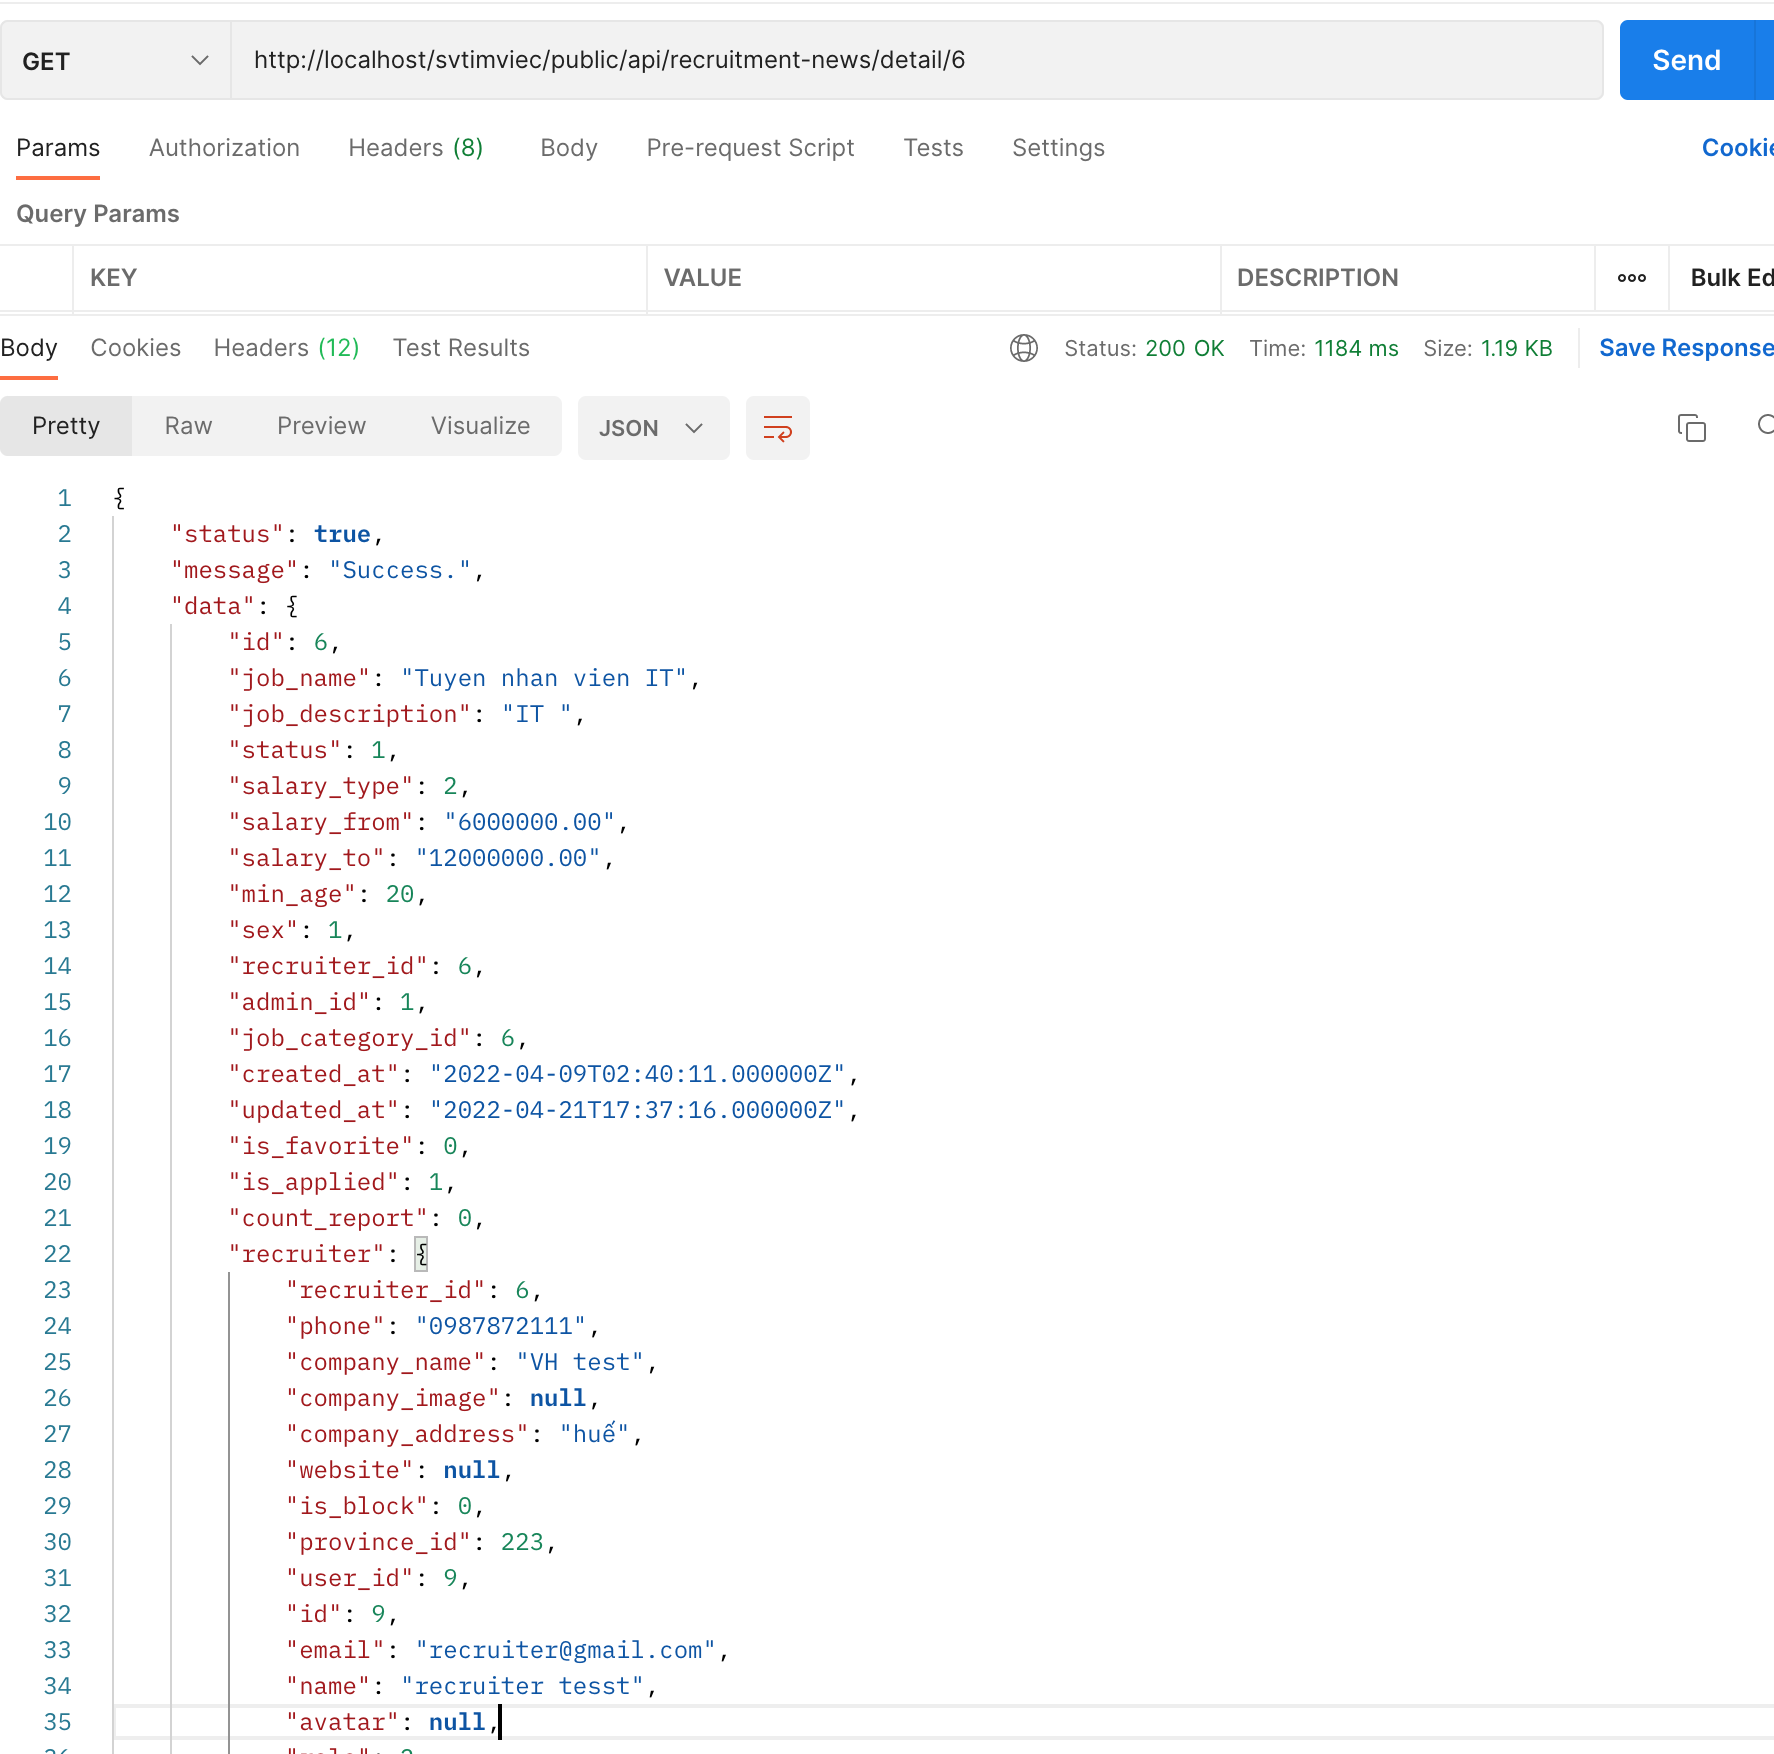 GET http://localhost/svtimviec/public/api/recruitment-news/detail/6 Send
Params Authorization Headers (8) Body Pre-request Script Tests Settings Cookie
Query Params
KEY VALUE DESCRIPTION ooo Bulk Ed
Body Cookies Headers (12) Test Results Status: 200 OK Time: 1184 ms Size: 1.19 KB Save Response
Pretty Raw Preview Visualize JSON
1 {
2 "status": true,
3 "message": "Success.",
4 "data": {
5 "id": 6,
6 "job_name": "Tuyen nhan vien IT",
7 "job_description": "IT ",
8 "status": 1,
9 "salary_type": 2,
10 "salary_from": "6000000.00",
11 "salary_to": "12000000.00",
12 "min_age": 20,
13 "sex": 1,
14 "recruiter_id": 6,
15 "admin_id": 1,
16 "job_category_id": 6,
17 "created_at": "2022-04-09T02:40:11.000000Z",
18 "updated_at": "2022-04-21T17:37:16.000000Z",
19 "is_favorite": 0,
20 "is_applied": 1,
21 "count_report": 0,
22 "recruiter": {
23 "recruiter_id": 6,
24 "phone": "0987872111",
25 "company_name": "VH test",
26 "company_image": null,
27 "company_address": "huế",
28 "website": null,
29 "is_block": 0,
30 "province_id": 223,
31 "user_id": 9,
32 "id": 9,
33 "email": "recruiter@gmail.com",
34 "name": "recruiter tesst",
35 "avatar": null,